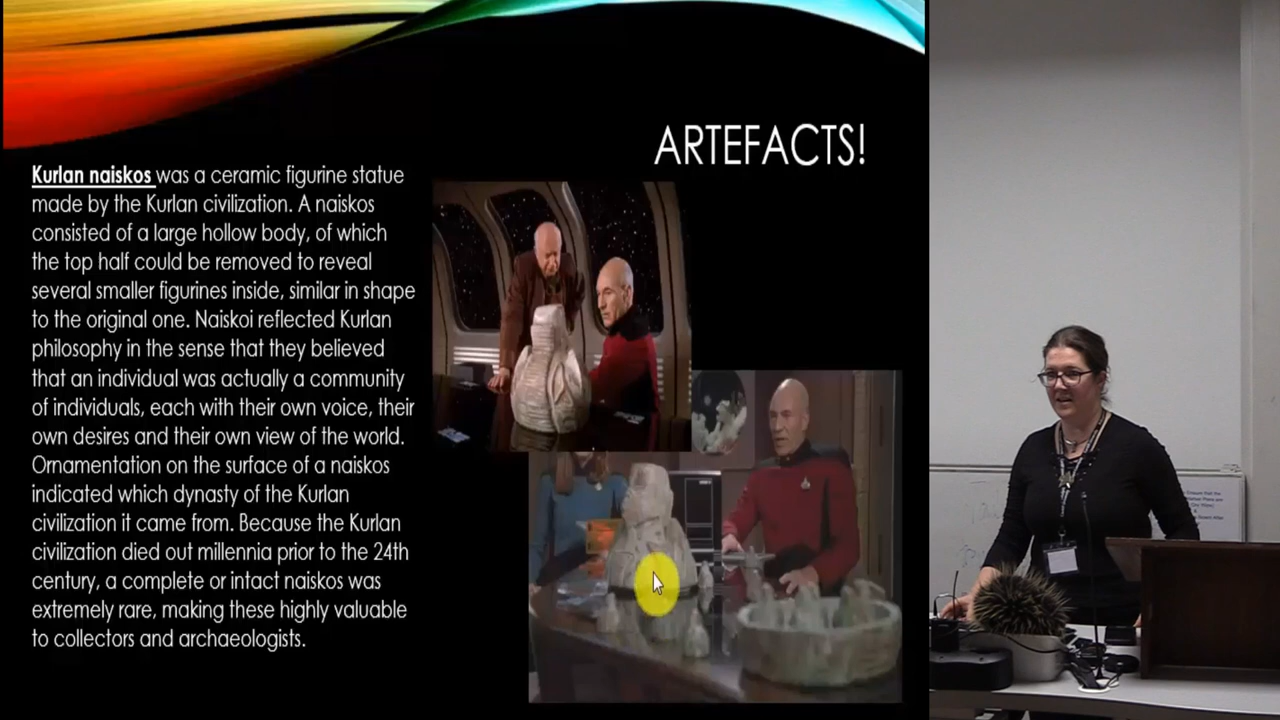 ARTEFACTS!
Kurlan naiskos was a ceramic figurine statue
made by the Kurlan civilization. A naiskos
consisted of a large hollow body, of which
the top half could be removed to reveal
several smaller figurines inside, similar in shape
to the original one. Naiskoi reflected Kurlan
philosophy in the sense that they believed
that an individual was actually a community
of individuals, each with their own voice, their
own desires and their own view of the world.
Ornamentation on the surface of a naiskos
indicated which dynasty of the Kurlan
civilization it came from. Because the Kurlan
civilization died out millennia prior to the 24th
century, a complete or intact naiskos was
extremely rare, making these highly valuable
to collectors and archaeologists.